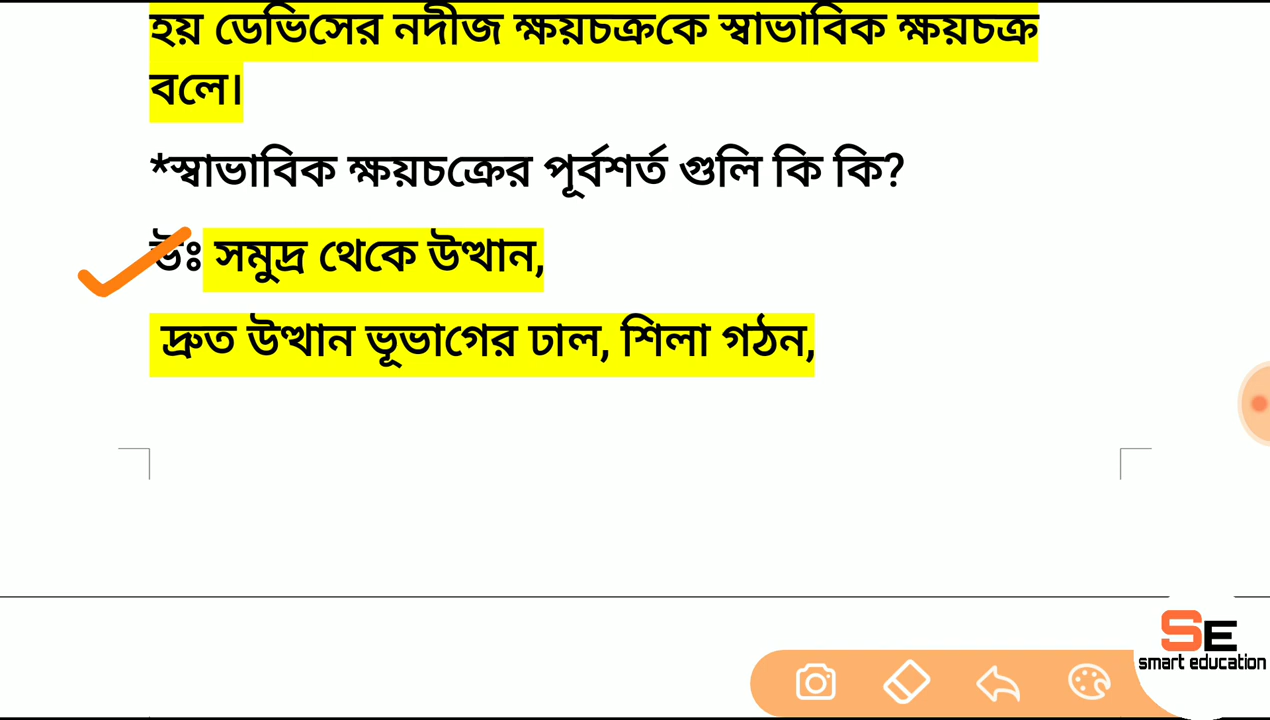 হয় ডেভিসের নদীজ ক্ষয়চক্রকে স্বাভাবিক ক্ষয়চক্র
বলে।
*স্বাভাবিক ক্ষয়চক্রের পূর্বশর্ত গুলি কি কি?
উঃ সমুদ্র থেকে উত্থান,
দ্রুত উত্থান ভূভাগের ঢাল, শিলা গঠন,
SE
smart education